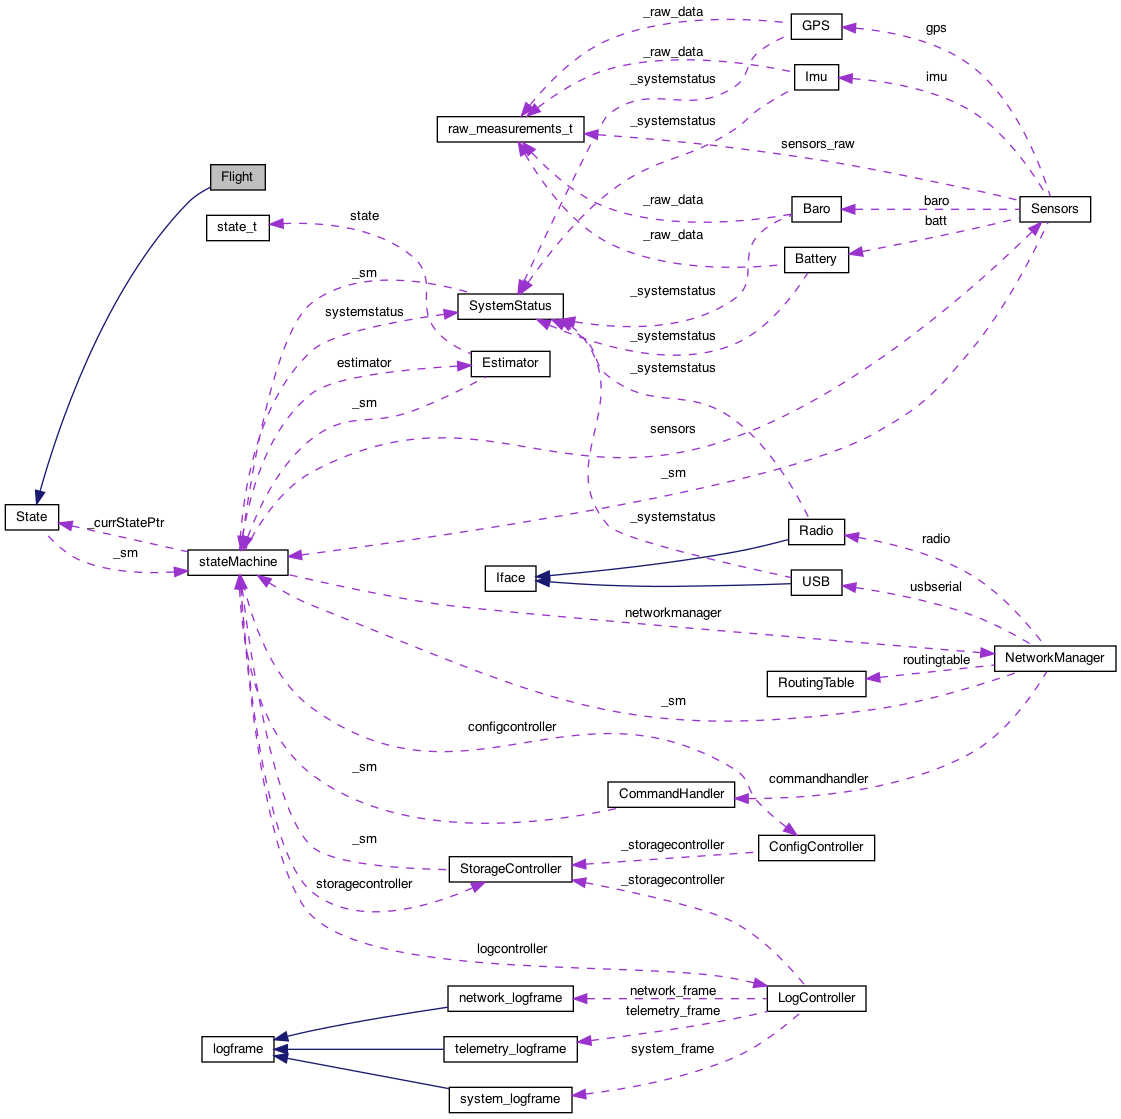 _raw_data
GPS
gps
_raw_data
Imu
imu
_systemstatus
_systemstatus
raw_measurements_t
sensors_raw
Flight
_raw_data
baro
Baro
Sensors
state
batt
state_t
_raw_data
Battery
_sm
_systemstatus
SystemStatus
systemstatus
_systemstatus
estimator
Estimator
_systemstatus
_sm
sensors
_sm
State
_currStatePtr
_systemstatus
Radio
radio
_sm
stateMachine
Iface
USB
usbserial
networkmanager
NetworkManager
routingtable
RoutingTable
_sm
configcontroller
_sm
commandhandler
CommandHandler
_sm
_storagecontroller
ConfigController
StorageController
storagecontroller
_storagecontroller
logcontroller
network_logframe
network_frame
LogController
telemetry_frame
logframe
telemetry_logframe
system_frame
system_logframe